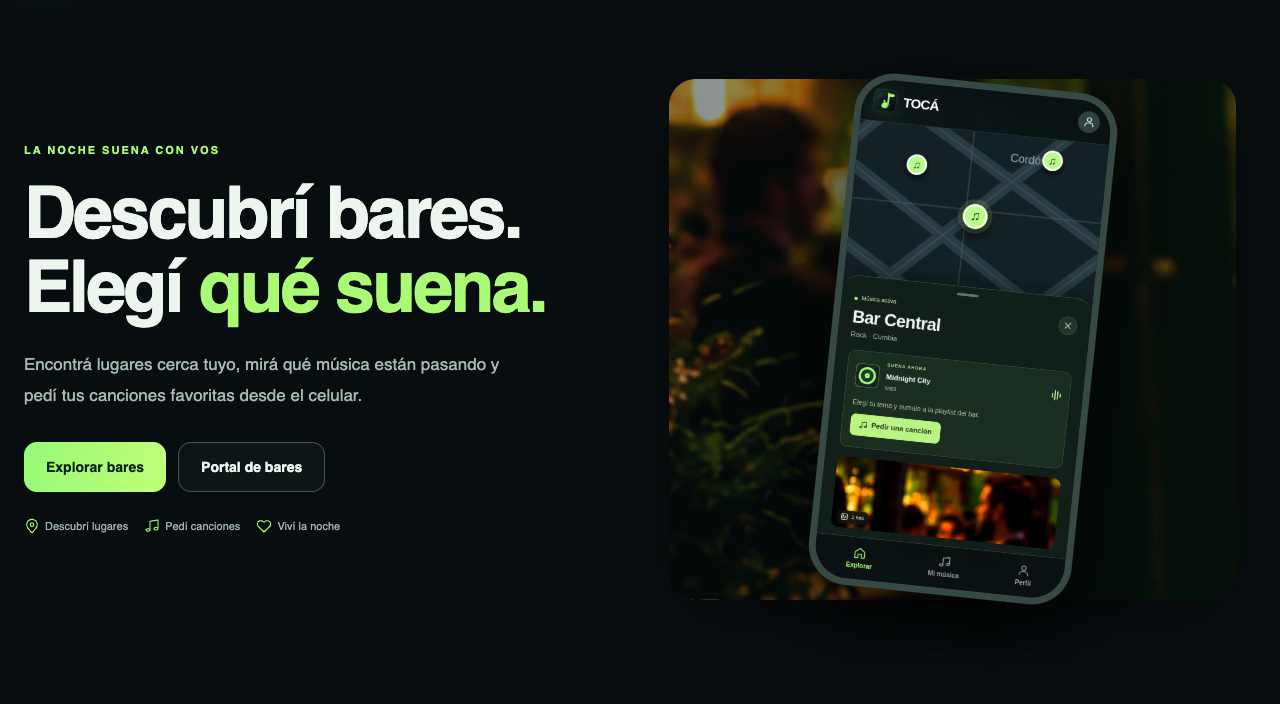 LA NOCHE SUENA CON VOS
Descubrí bares.
Elegí qué suena.
Encontrá lugares cerca tuyo, mirá qué música están pasando y
pedí tus canciones favoritas desde el celular.
Explorar bares
Portal de bares
Descubrí lugares
Pedí canciones
Viví la noche
TOCÁ
Música activa
Bar Central
Rock · Cumbia
SUENA AHORA
Midnight City
Elegí tu tema y sumalo a la playlist del bar.
Pedir una canción
Explorar
Mi música
Perfil